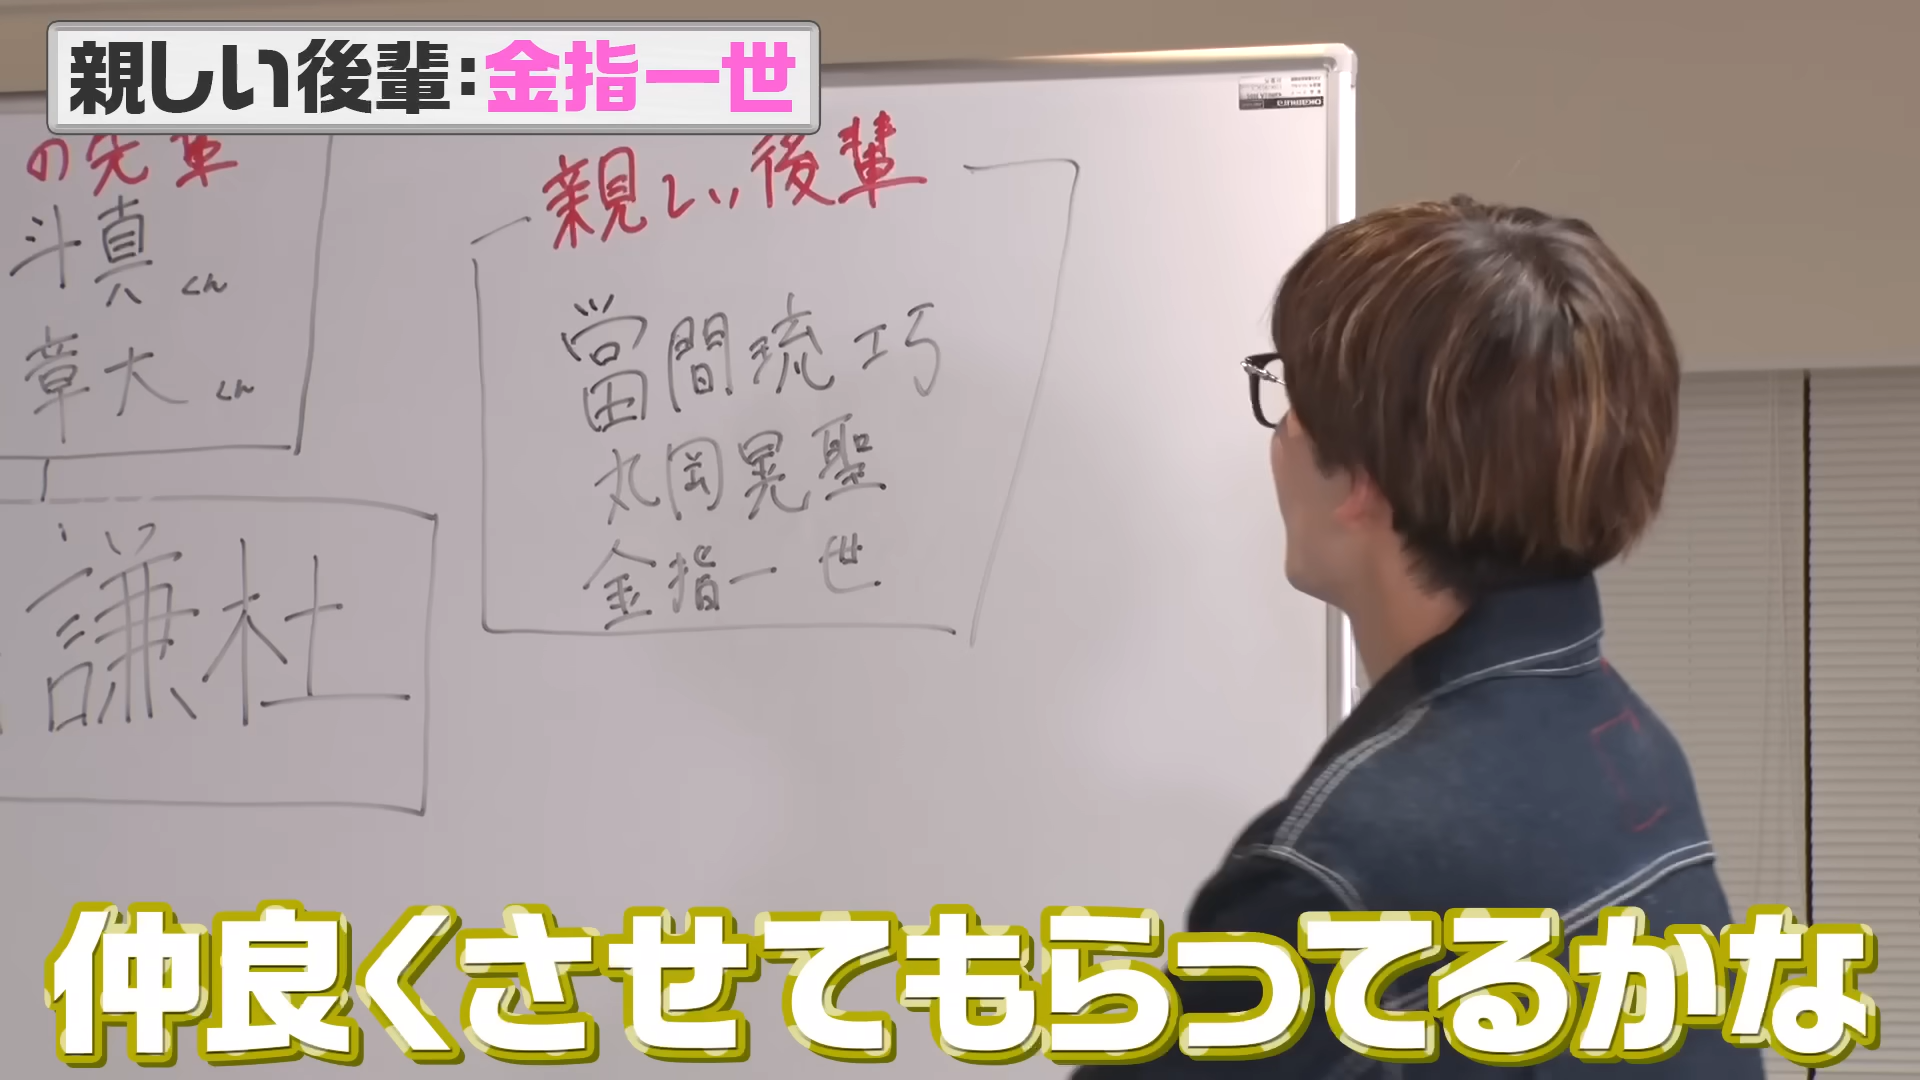 親しい後輩:金指一世
の先輩
斗真くん
章大くん
謙杜
親しい後輩
當間琉巧
丸岡晃聖
金指一世
仲良くさせてもらってるかな